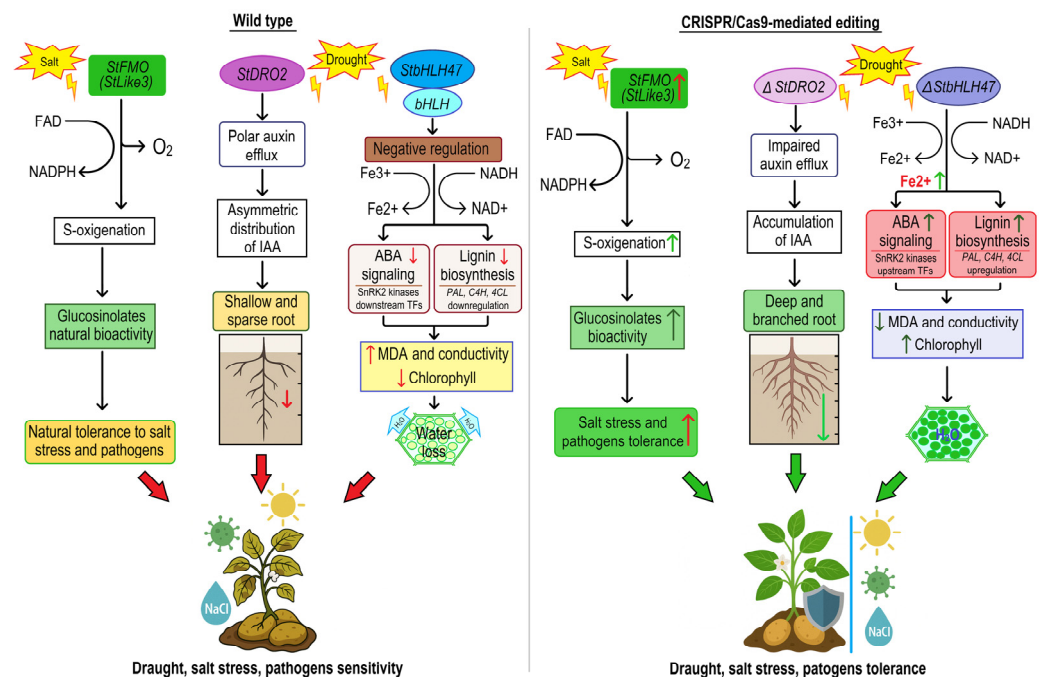 Wild type
Salt
StFMO
(StLike3)
FAD
NADPH
O2
S-oxigenation
Glucosinolates
natural bioactivity
Natural tolerance to salt
stress and pathogens
StDRO2
Polar auxin
efflux
Asymmetric
distribution
of IAA
Shallow and
sparse root
Drought
StbHLH47
bHLH
Negative regulation
Fe3+
NADH
Fe2+
NAD+
ABA
signaling
SnRK2 kinases
downstream TFs
Lignin
biosynthesis
PAL, C4H, 4CL
downregulation
MDA and conductivity
Chlorophyll
H2O
H2O
Water
loss
NaCl
Draught, salt stress, pathogens sensitivity
CRISPR/Cas9-mediated editing
Salt
StFMO
(StLike3)
FAD
NADPH
O2
S-oxigenation
Glucosinolates
bioactivity
Salt stress and
pathogens tolerance
Δ StDRO2
Impaired
auxin efflux
Accumulation
of IAA
Deep and
branched root
Drought
ΔStbHLH47
Fe3+
NADH
Fe2+
NAD+
Fe2+
ABA
signaling
SnRK2 kinases
upstream TFs
Lignin
biosynthesis
PAL, C4H, 4CL
upregulation
MDA and conductivity
Chlorophyll
H2O
NaCl
Draught, salt stress, patogens tolerance